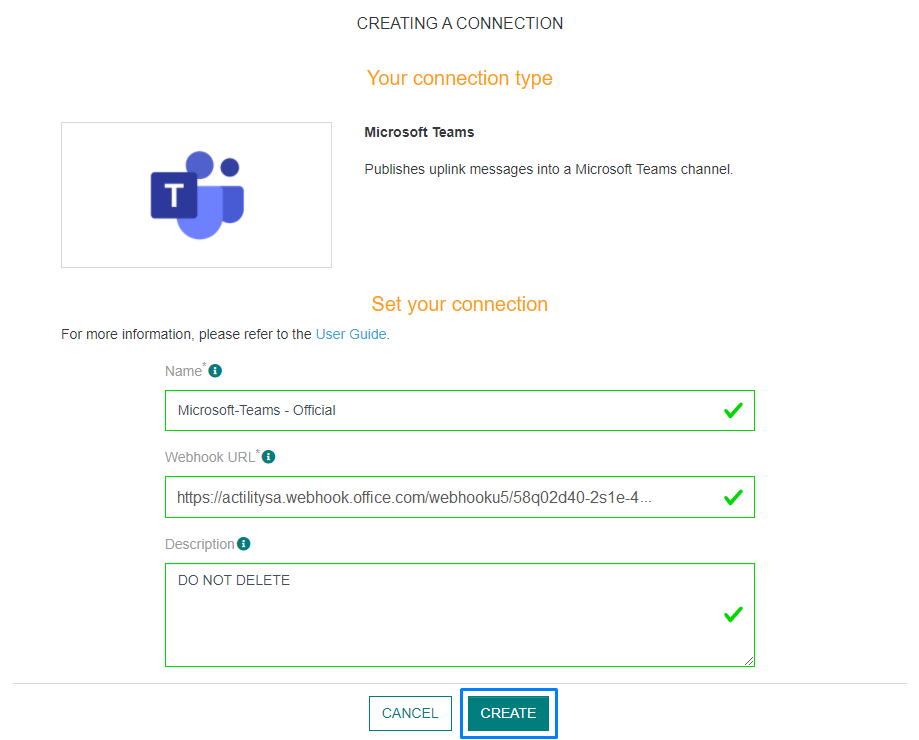 CREATING A CONNECTION
Your connection type
T
Microsoft Teams
Publishes uplink messages into a Microsoft Teams channel.
Set your connection
For more information, please refer to the User Guide.
Name*
Microsoft-Teams - Official
Webhook URL*
https://actilitysa.webhook.office.com/webhooku5/58q02d40-2s1e-4...
Description
DO NOT DELETE
CANCEL CREATE